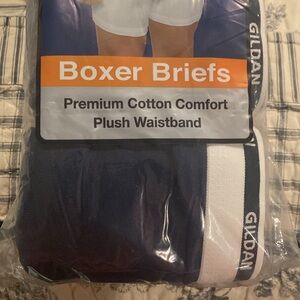 Boxer Briefs
Premium Cotton Comfort
Plush Waistband
GILDAN
GILDAN